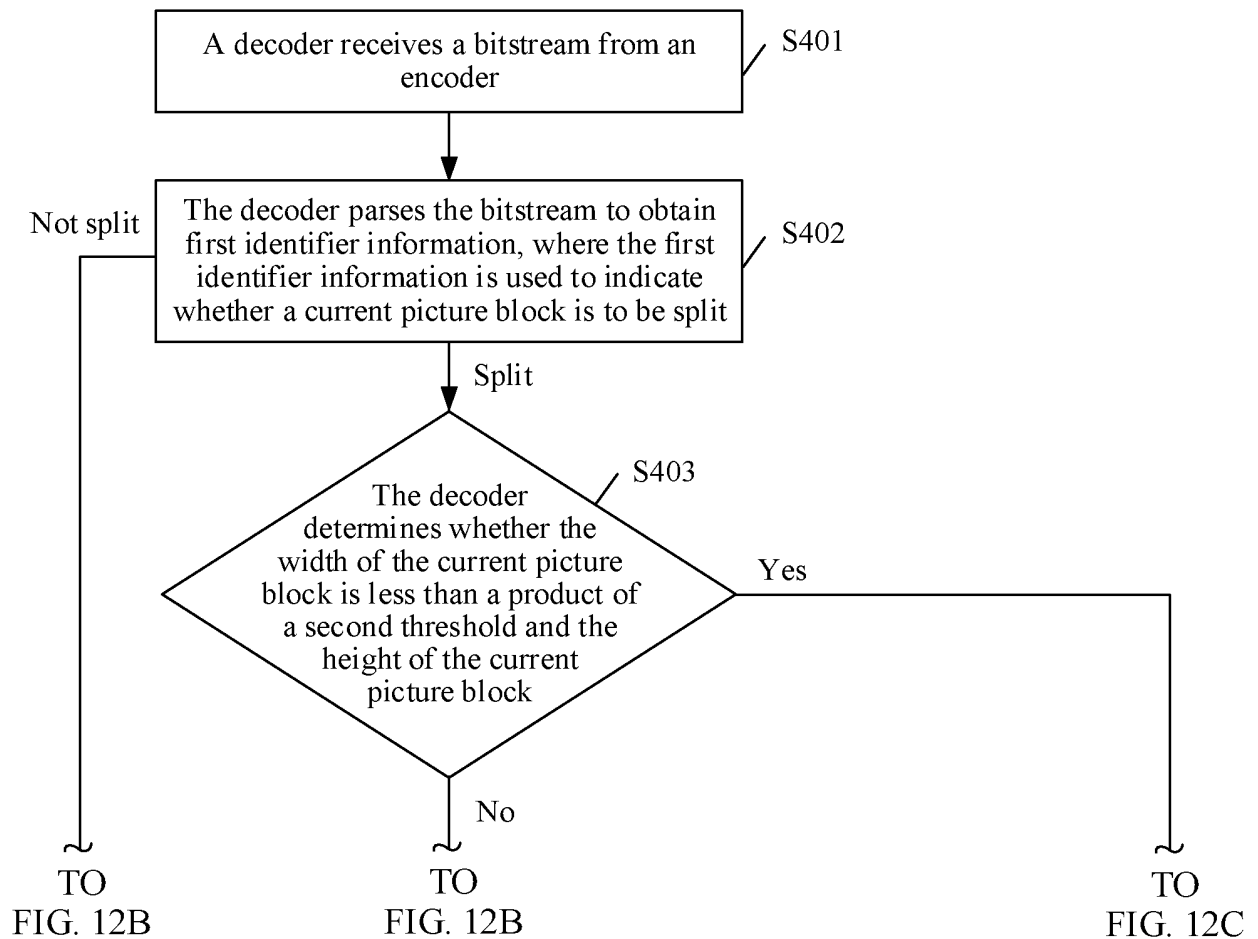 A decoder receives a bitstream from an
encoder
S401
Not split
The decoder parses the bitstream to obtain
first identifier information, where the first
identifier information is used to indicate
whether a current picture block is to be split
S402
Split
The decoder
determines whether the
width of the current picture
block is less than a product of
a second threshold and the
height of the current
picture block
S403
Yes
No
TO
FIG. 12B
TO
FIG. 12B
TO
FIG. 12C